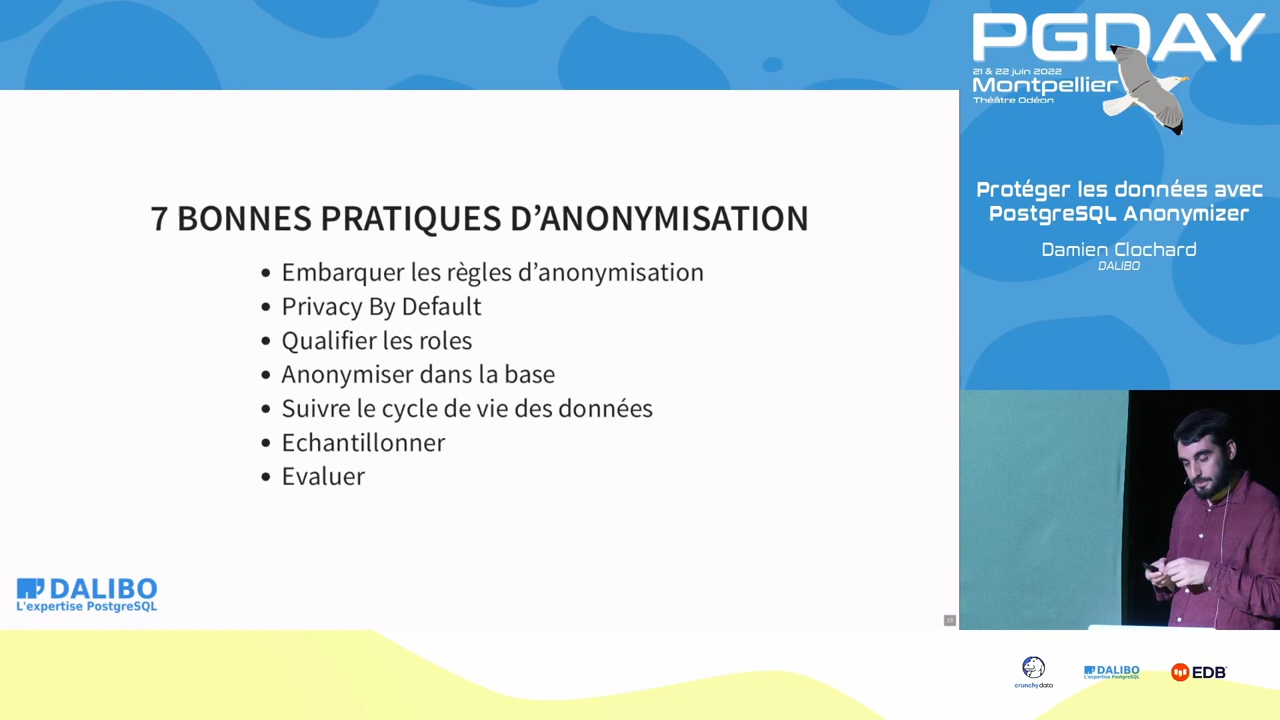 7 BONNES PRATIQUES D'ANONYMISATION
Embarquer les règles d'anonymisation
Privacy By Default
Qualifier les roles
Anonymiser dans la base
Suivre le cycle de vie des données
Echantillonner
Evaluer
DALIBO
L'expertise PostgreSQL
PGDAY
21 & 22 juin 2022
Montpellier
Théâtre Odéon
Protéger les données avec
PostgreSQL Anonymizer
Damien Clochard
DALIBO
crunchydata
DALIBO
L'expertise PostgreSQL
EDB